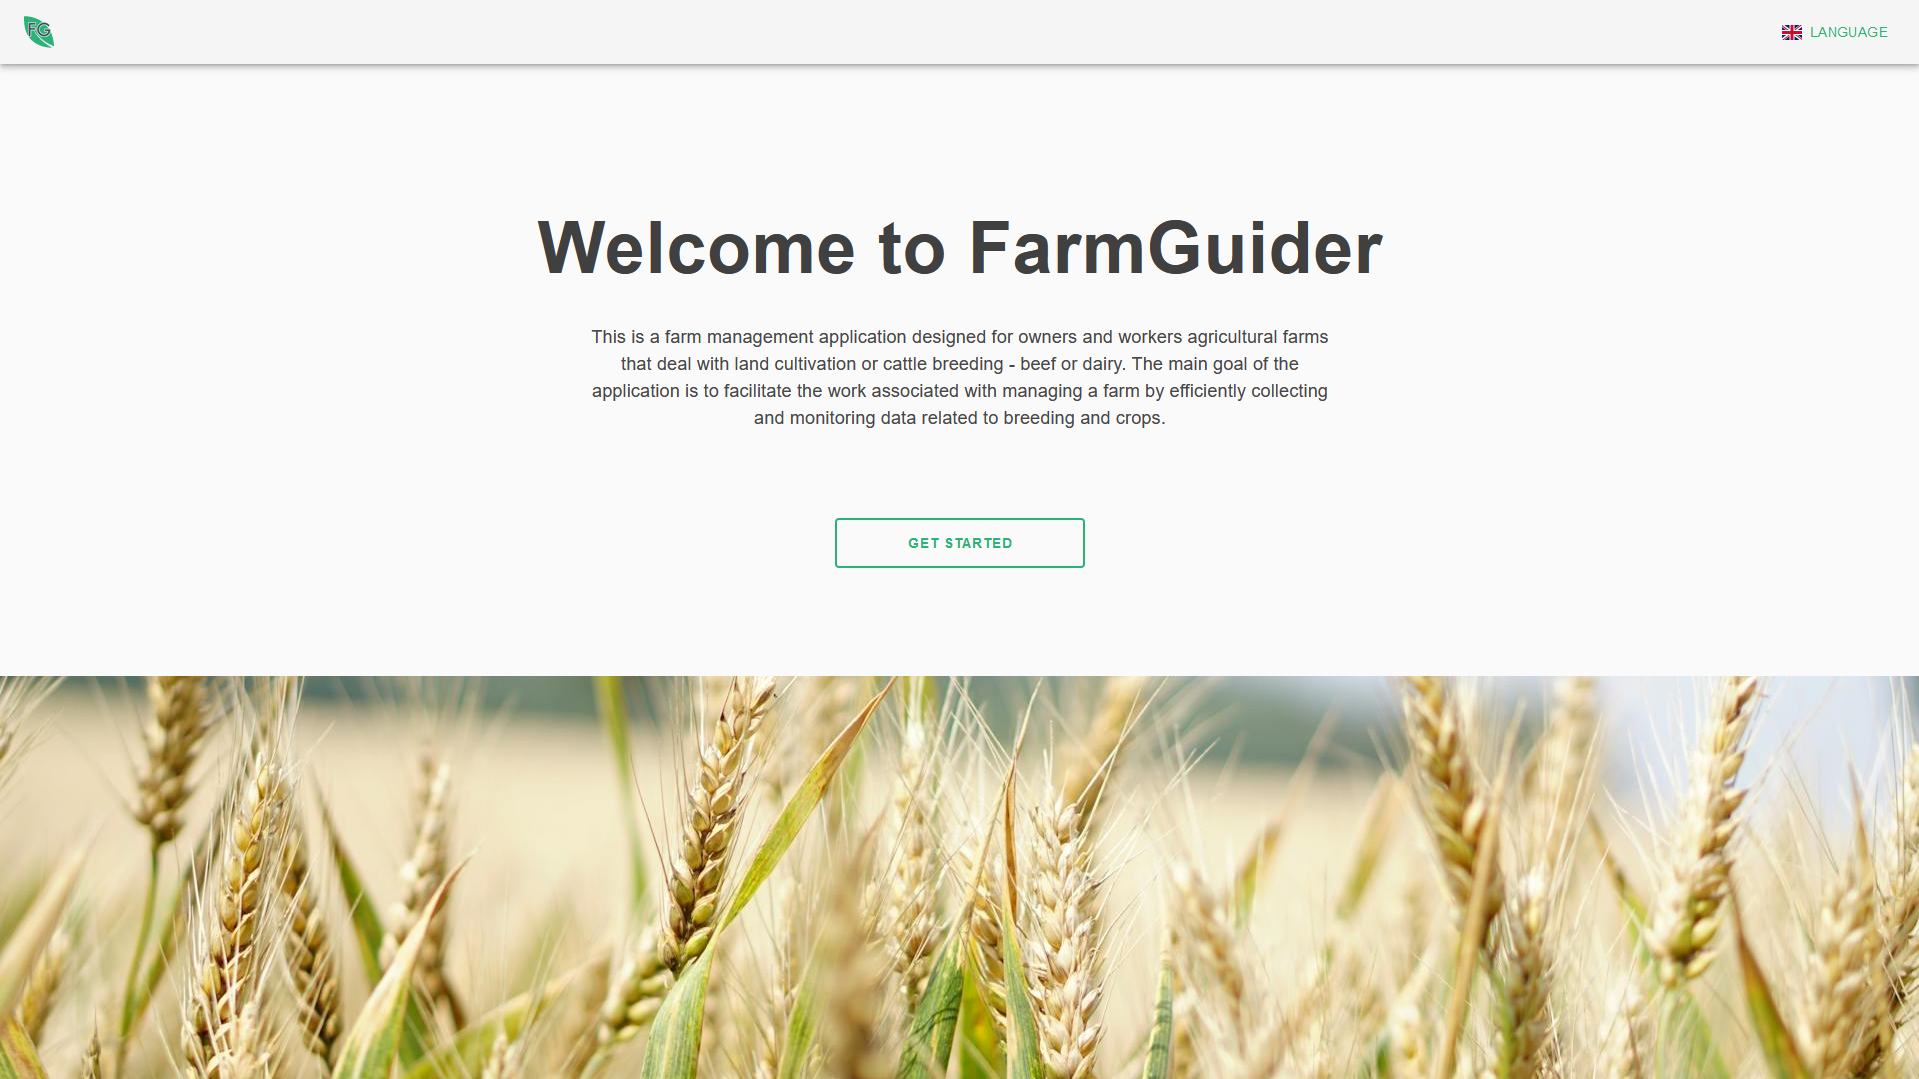 FG
LANGUAGE
Welcome to FarmGuider
This is a farm management application designed for owners and workers agricultural farms
that deal with land cultivation or cattle breeding - beef or dairy. The main goal of the
application is to facilitate the work associated with managing a farm by efficiently collecting
and monitoring data related to breeding and crops.
GET STARTED